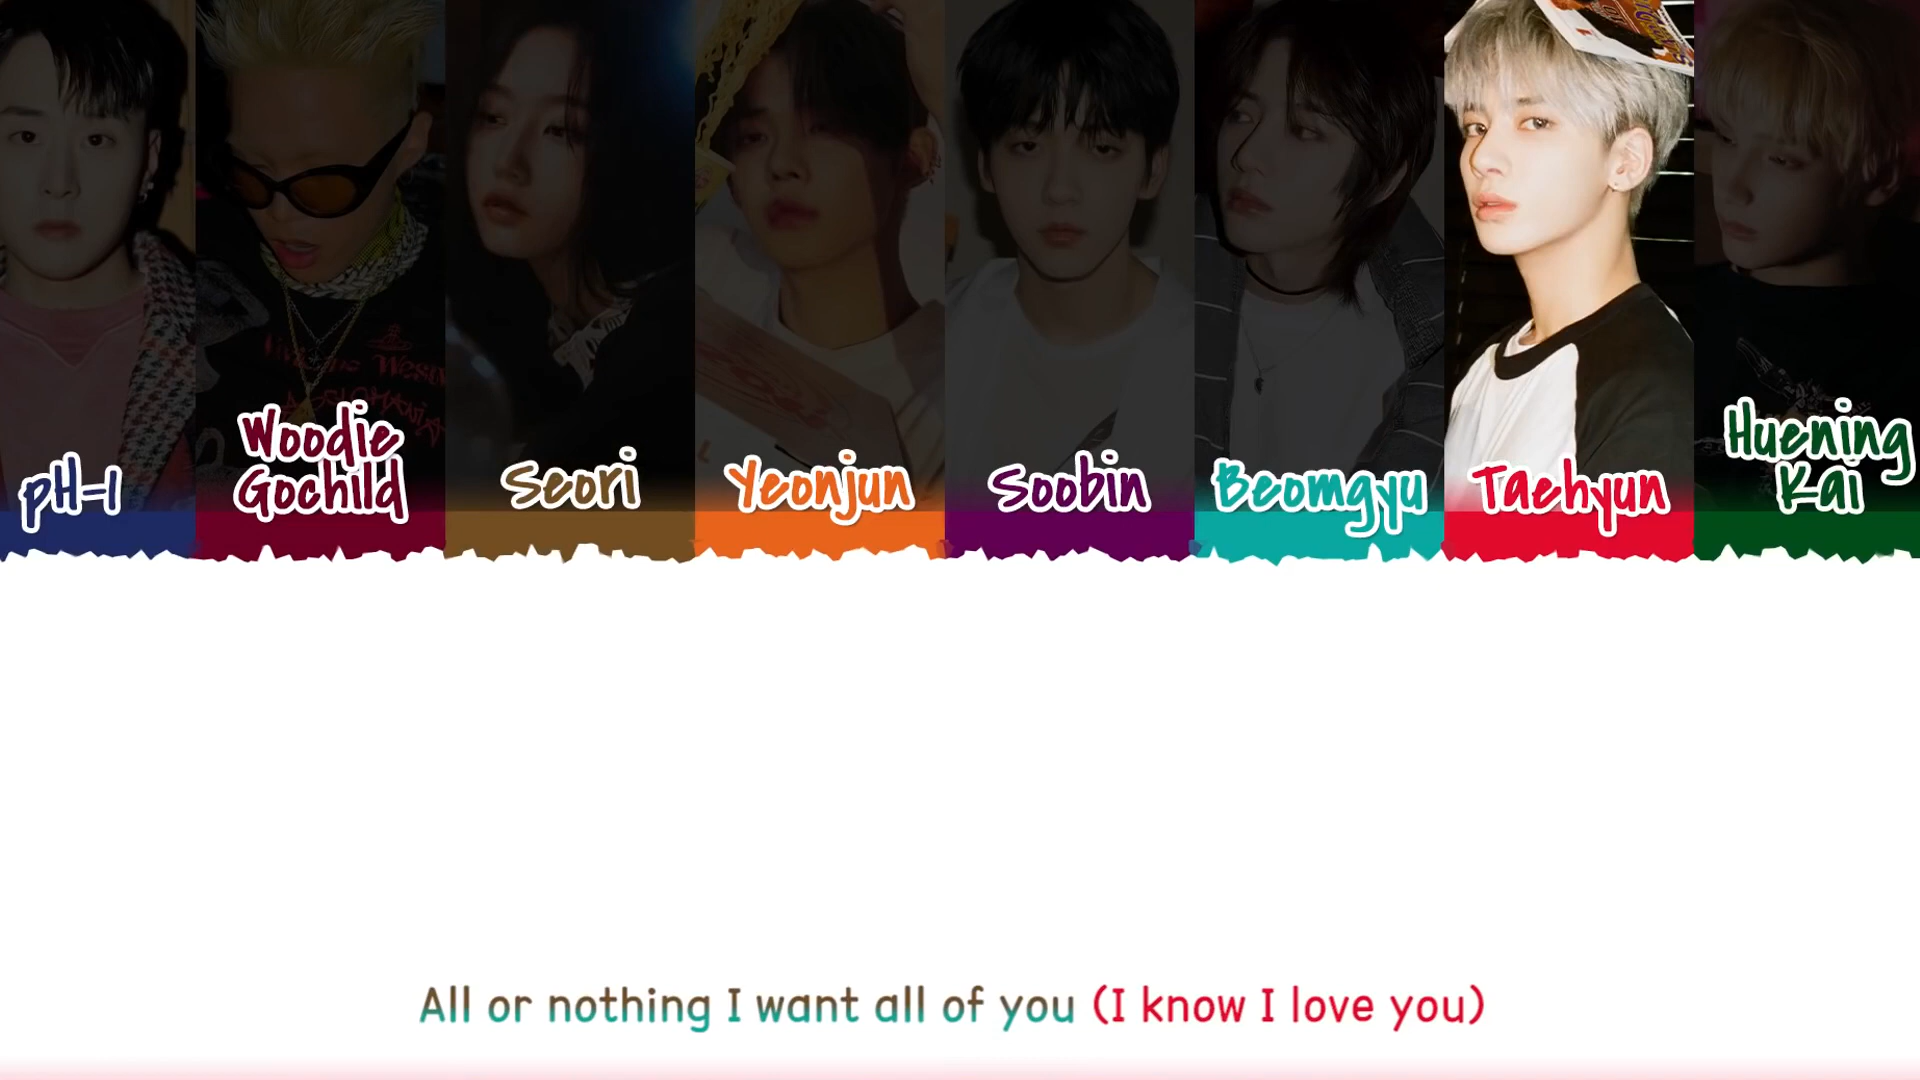 pH-1
Woodie
Gochild
Seori
Yeonjun
Soobin
Beomgyu
Taehyun
Huening
Kai
All or nothing I want all of you (I know I love you)